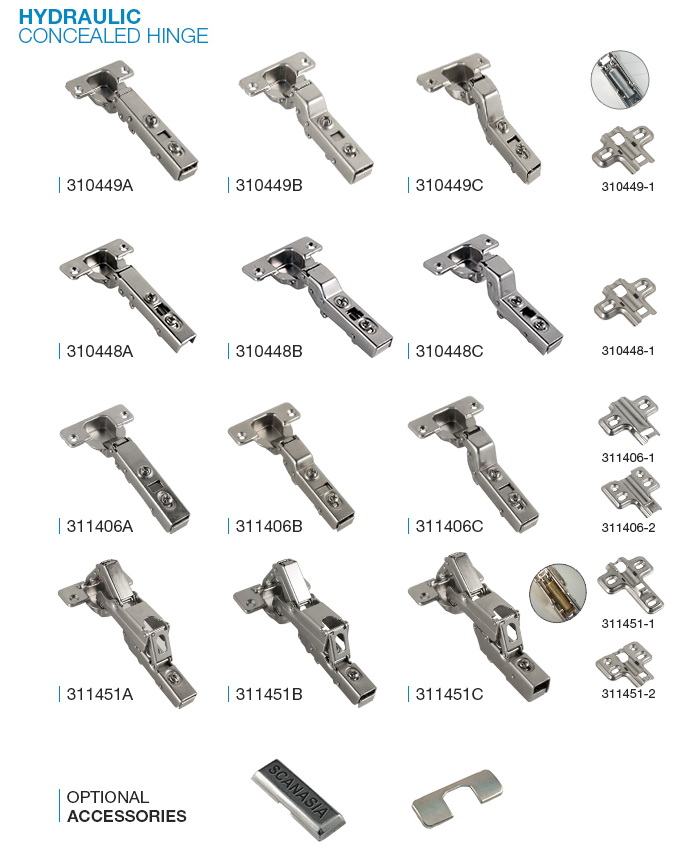 HYDRAULIC
CONCEALED HINGE
310449A
310449B
310449C
310449-1
310448A
310448B
310448C
310448-1
311406-1
311406A
311406B
311406C
311406-2
311451-1
311451A
311451B
311451C
311451-2
OPTIONAL
ACCESSORIES
SCANASIA